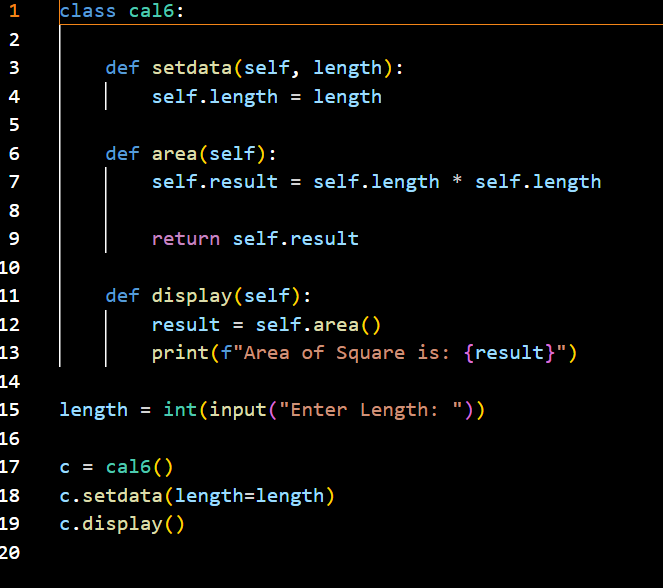 1 class cal6:
2
3     def setdata(self, length):
4         self.length = length
5
6     def area(self):
7         self.result = self.length * self.length
8
9         return self.result
10
11     def display(self):
12         result = self.area()
13         print(f"Area of Square is: {result}")
14
15 length = int(input("Enter Length: "))
16
17 c = cal6()
18 c.setdata(length=length)
19 c.display()
20